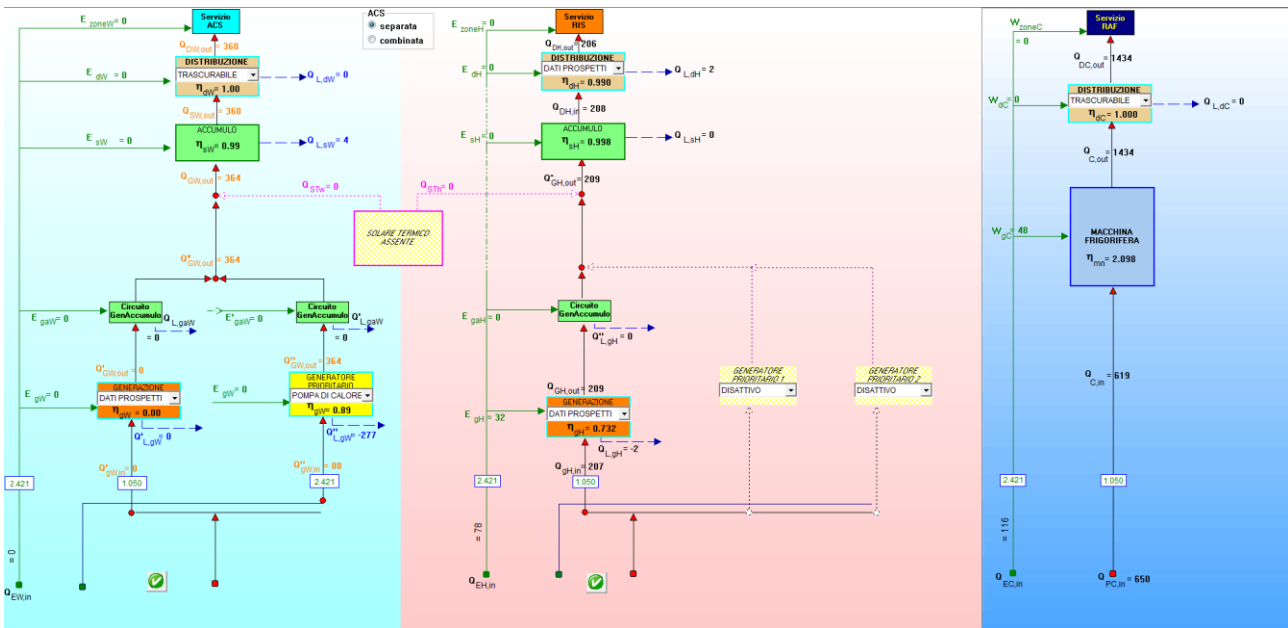 E zoneW = 0
Servizio
ACS
ACS
separata
combinata
Q DW,out = 360
DISTRIBUZIONE
TRASCURABILE
η dW = 1.00
E dW = 0
Q L,dW = 0
Q SW,out = 360
ACCUMULO
η sW = 0.99
E sW = 0
Q L,sW = 4
Q GW,out = 364
Q STw = 0
SOLARE TERMICO
ASSENTE
Q* GW,out = 364
Circuito
GenAccumulo
E gaW = 0
Q L,gaW
= 0
Circuito
GenAccumulo
E' gaW = 0
Q' L,gaW
= 0
Q' GW,out = 0
GENERAZIONE
DATI PROSPETTI
η gW = 0.00
E gW = 0
Q' L,gW = 0
Q'' GW,out = 364
GENERATORE
PRIORITARIO
POMPA DI CALORE
η gW = 0.89
gW = 0
Q'' L,gW = -277
Q' gW,in = 0
Q'' gW,in = 88
2.421
1.050
2.421
= 0
Q EW,in
E zoneH = 0
Servizio
RIS
Q DH,out = 206
DISTRIBUZIONE
DATI PROSPETTI
η dH = 0.990
E dH = 0
Q L,dH = 2
Q DH,in = 208
ACCUMULO
η sH = 0.998
E sH = 0
Q L,sH = 0
Q STh = 0
Q* GH,out = 209
Circuito
GenAccumulo
E gaH = 0
Q'' L,gH = 0
Q GH,out = 209
GENERAZIONE
DATI PROSPETTI
η gH = 0.732
E gH = 32
Q L,gH = -2
Q gH,in = 207
GENERATORE
PRIORITARIO 1
DISATTIVO
GENERATORE
PRIORITARIO 2
DISATTIVO
2.421
1.050
= 78
Q EH,in
W zoneC
= 0
Servizio
RAF
Q DC,out = 1434
DISTRIBUZIONE
TRASCURABILE
η dC = 1.000
W dC = 0
Q L,dC = 0
Q C,out = 1434
W gC = 48
MACCHINA
FRIGORIFERA
η mn = 2.098
Q C,in = 619
2.421
1.050
= 116
Q EC,in
Q PC,in = 650